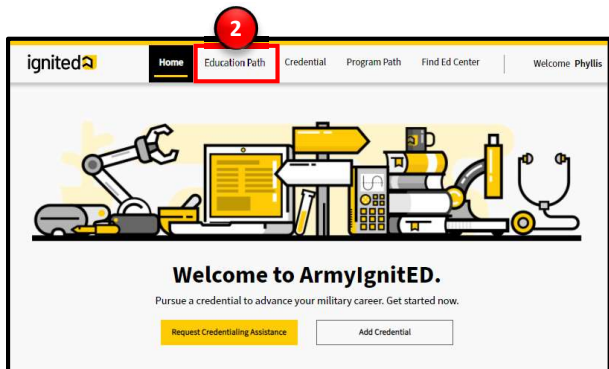 2
ignited Home Education Path Credential Program Path Find Ed Center Welcome Phyllis
Welcome to ArmyIgnitED.
Pursue a credential to advance your military career. Get started now.
Request Credentialing Assistance Add Credential